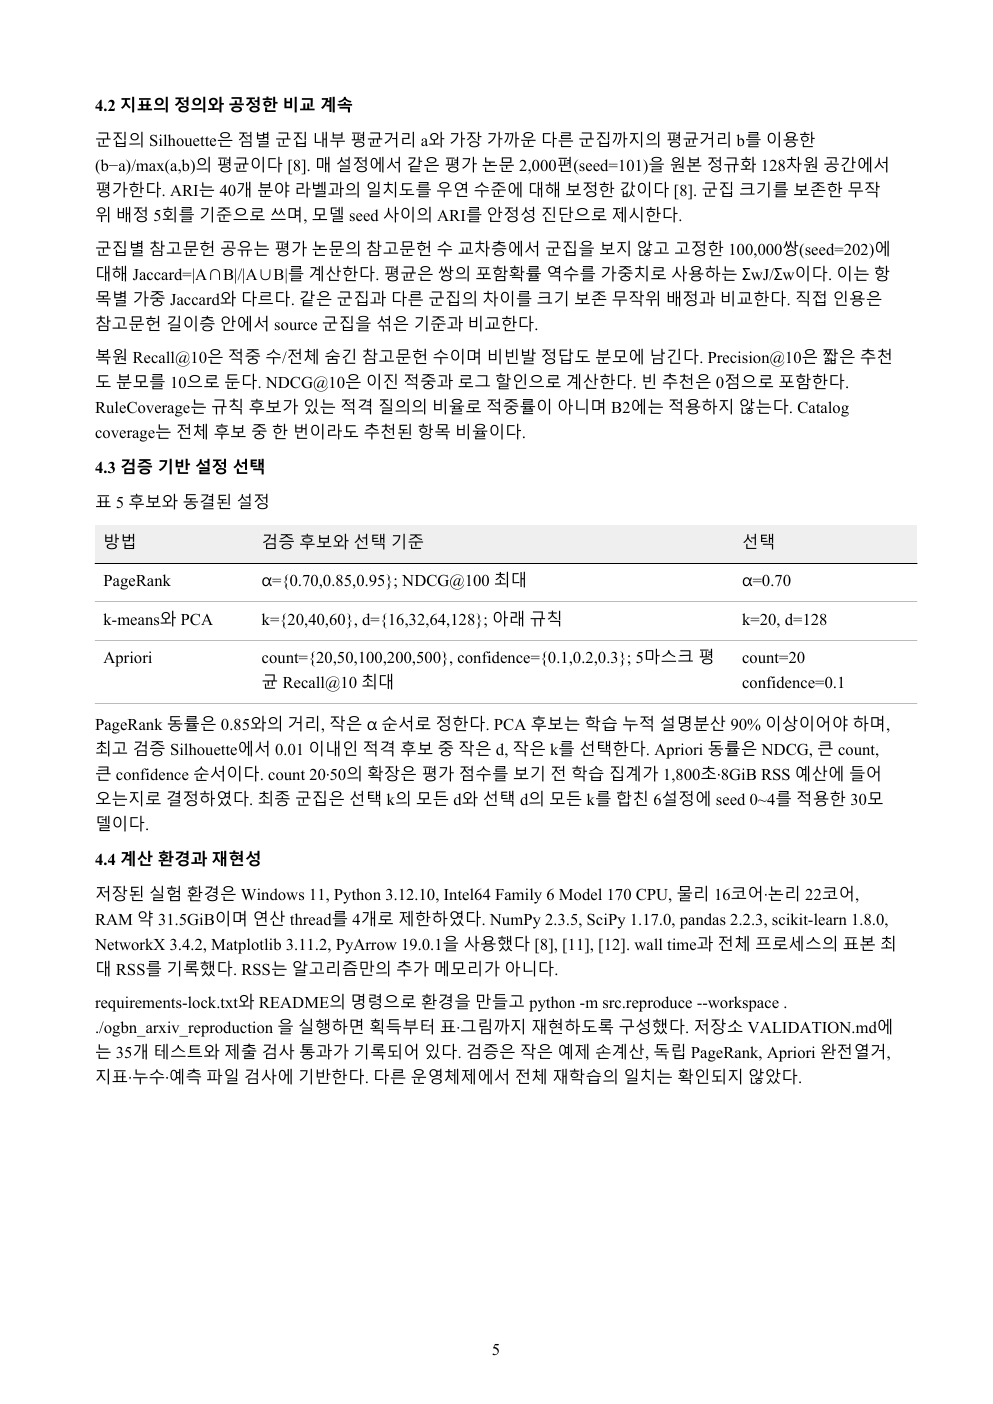 4.2 지표의 정의와 공정한 비교 계속
군집의 Silhouette은 점별 군집 내부 평균거리 a와 가장 가까운 다른 군집까지의 평균거리 b를 이용한
(b−a)/max(a,b)의 평균이다 [8]. 매 설정에서 같은 평가 논문 2,000편(seed=101)을 원본 정규화 128차원 공간에서
평가한다. ARI는 40개 분야 라벨과의 일치도를 우연 수준에 대해 보정한 값이다 [8]. 군집 크기를 보존한 무작
위 배정 5회를 기준으로 쓰며, 모델 seed 사이의 ARI를 안정성 진단으로 제시한다.
군집별 참고문헌 공유는 평가 논문의 참고문헌 수 교차층에서 군집을 보지 않고 고정한 100,000쌍(seed=202)에
대해 Jaccard=|A∩B|/|A∪B|를 계산한다. 평균은 쌍의 포함확률 역수를 가중치로 사용하는 ΣwJ/Σw이다. 이는 항
목별 가중 Jaccard와 다르다. 같은 군집과 다른 군집의 차이를 크기 보존 무작위 배정과 비교한다. 직접 인용은
참고문헌 길이층 안에서 source 군집을 섞은 기준과 비교한다.
복원 Recall@10은 적중 수/전체 숨긴 참고문헌 수이며 비빈발 정답도 분모에 남긴다. Precision@10은 짧은 추천
도 분모를 10으로 둔다. NDCG@10은 이진 적중과 로그 할인으로 계산한다. 빈 추천은 0점으로 포함한다.
RuleCoverage는 규칙 후보가 있는 적격 질의의 비율로 적중률이 아니며 B2에는 적용하지 않는다. Catalog
coverage는 전체 후보 중 한 번이라도 추천된 항목 비율이다.
4.3 검증 기반 설정 선택
표 5 후보와 동결된 설정
방법 검증 후보와 선택 기준 선택
PageRank α={0.70,0.85,0.95}; NDCG@100 최대 α=0.70
k-means와 PCA k={20,40,60}, d={16,32,64,128}; 아래 규칙 k=20, d=128
Apriori count={20,50,100,200,500}, confidence={0.1,0.2,0.3}; 5마스크 평 count=20
균 Recall@10 최대 confidence=0.1
PageRank 동률은 0.85와의 거리, 작은 α 순서로 정한다. PCA 후보는 학습 누적 설명분산 90% 이상이어야 하며,
최고 검증 Silhouette에서 0.01 이내인 적격 후보 중 작은 d, 작은 k를 선택한다. Apriori 동률은 NDCG, 큰 count,
큰 confidence 순서이다. count 20·50의 확장은 평가 점수를 보기 전 학습 집계가 1,800초·8GiB RSS 예산에 들어
오는지로 결정하였다. 최종 군집은 선택 k의 모든 d와 선택 d의 모든 k를 합친 6설정에 seed 0~4를 적용한 30모
델이다.
4.4 계산 환경과 재현성
저장된 실험 환경은 Windows 11, Python 3.12.10, Intel64 Family 6 Model 170 CPU, 물리 16코어·논리 22코어,
RAM 약 31.5GiB이며 연산 thread를 4개로 제한하였다. NumPy 2.3.5, SciPy 1.17.0, pandas 2.2.3, scikit-learn 1.8.0,
NetworkX 3.4.2, Matplotlib 3.11.2, PyArrow 19.0.1을 사용했다 [8], [11], [12]. wall time과 전체 프로세스의 표본 최
대 RSS를 기록했다. RSS는 알고리즘만의 추가 메모리가 아니다.
requirements-lock.txt와 README의 명령으로 환경을 만들고 python -m src.reproduce --workspace .
./ogbn_arxiv_reproduction 을 실행하면 획득부터 표·그림까지 재현하도록 구성했다. 저장소 VALIDATION.md에
는 35개 테스트와 제출 검사 통과가 기록되어 있다. 검증은 작은 예제 손계산, 독립 PageRank, Apriori 완전열거,
지표·누수·예측 파일 검사에 기반한다. 다른 운영체제에서 전체 재학습의 일치는 확인되지 않았다.
5